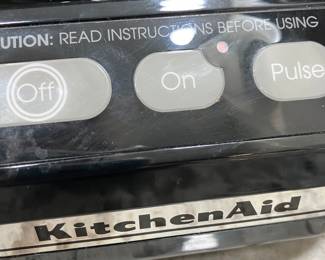 UTION: READ INSTRUCTIONS BEFORE USING
Off
On
Pulse
KitchenAid